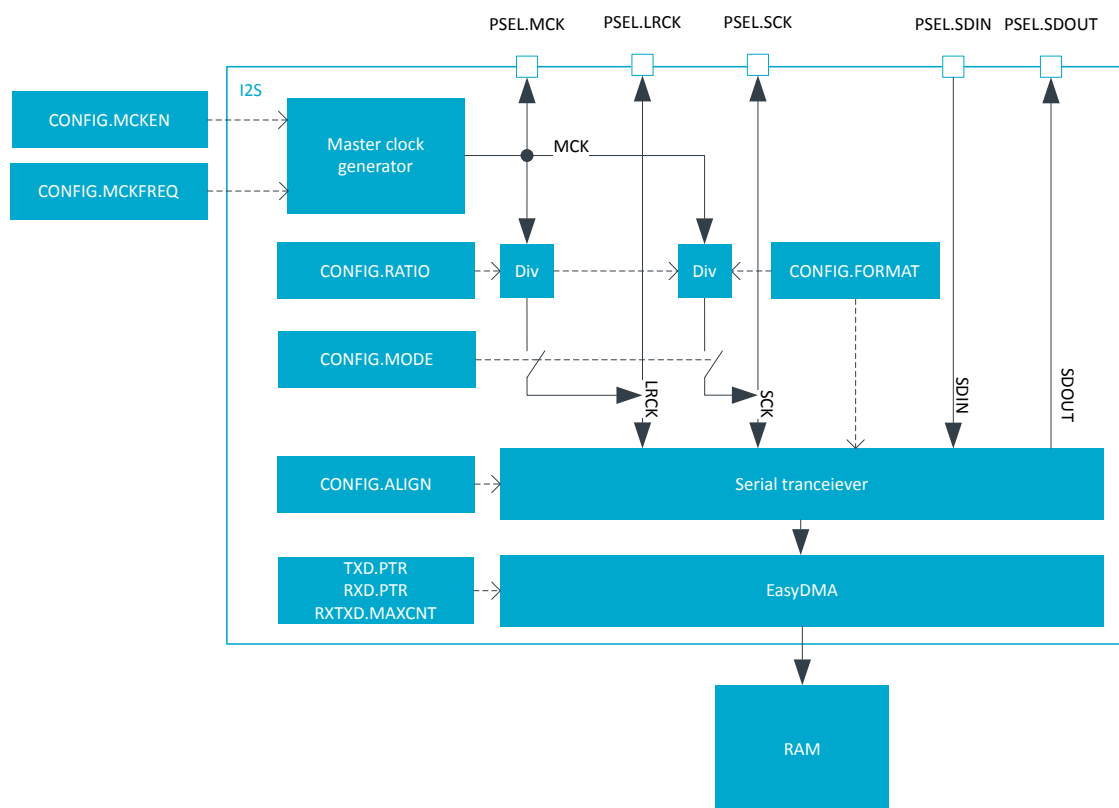 PSEL.MCK
PSEL.LRCK
PSEL.SCK
PSEL.SDIN
PSEL.SDOUT
I2S
CONFIG.MCKEN
CONFIG.MCKFREQ
Master clock
generator
MCK
CONFIG.RATIO
Div
Div
CONFIG.FORMAT
CONFIG.MODE
LRCK
SCK
SDIN
SDOUT
CONFIG.ALIGN
Serial tranceiever
TXD.PTR
RXD.PTR
RXTXD.MAXCNT
EasyDMA
RAM